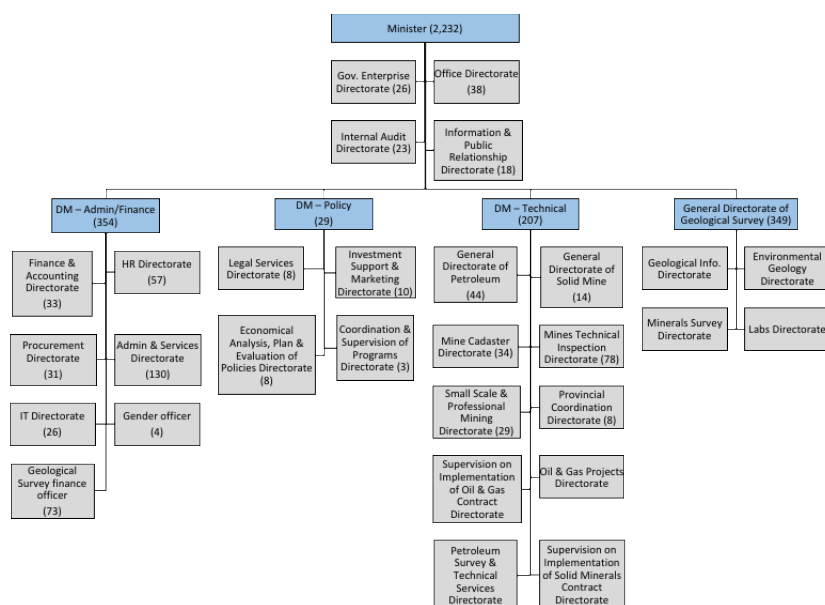 Minister (2,232)
Gov. Enterprise
Directorate (26)
Office Directorate
(38)
Internal Audit
Directorate (23)
Information &
Public
Relationship
Directorate (18)
DM – Admin/Finance
(354)
DM – Policy
(29)
DM – Technical
(207)
General Directorate of
Geological Survey (349)
Finance &
Accounting
Directorate
(33)
HR Directorate
(57)
Procurement
Directorate
(31)
Admin & Services
Directorate
(130)
IT Directorate
(26)
Gender officer
(4)
Geological
Survey finance
officer
(73)
Legal Services
Directorate (8)
Investment
Support &
Marketing
Directorate (10)
Economical
Analysis, Plan &
Evaluation of
Policies Directorate
(8)
Coordination &
Supervision of
Programs
Directorate (3)
General
Directorate of
Petroleum
(44)
General
Directorate of
Solid Mine
(14)
Mine Cadaster
Directorate (34)
Mines Technical
Inspection
Directorate (78)
Small Scale &
Professional
Mining
Directorate (29)
Provincial
Coordination
Directorate (8)
Supervision on
Implementation
of Oil & Gas
Contract
Directorate
Oil & Gas Projects
Directorate
Petroleum
Survey &
Technical
Services
Directorate
Supervision on
Implementation
of Solid Minerals
Contract
Directorate
Geological Info.
Directorate
Environmental
Geology
Directorate
Minerals Survey
Directorate
Labs Directorate